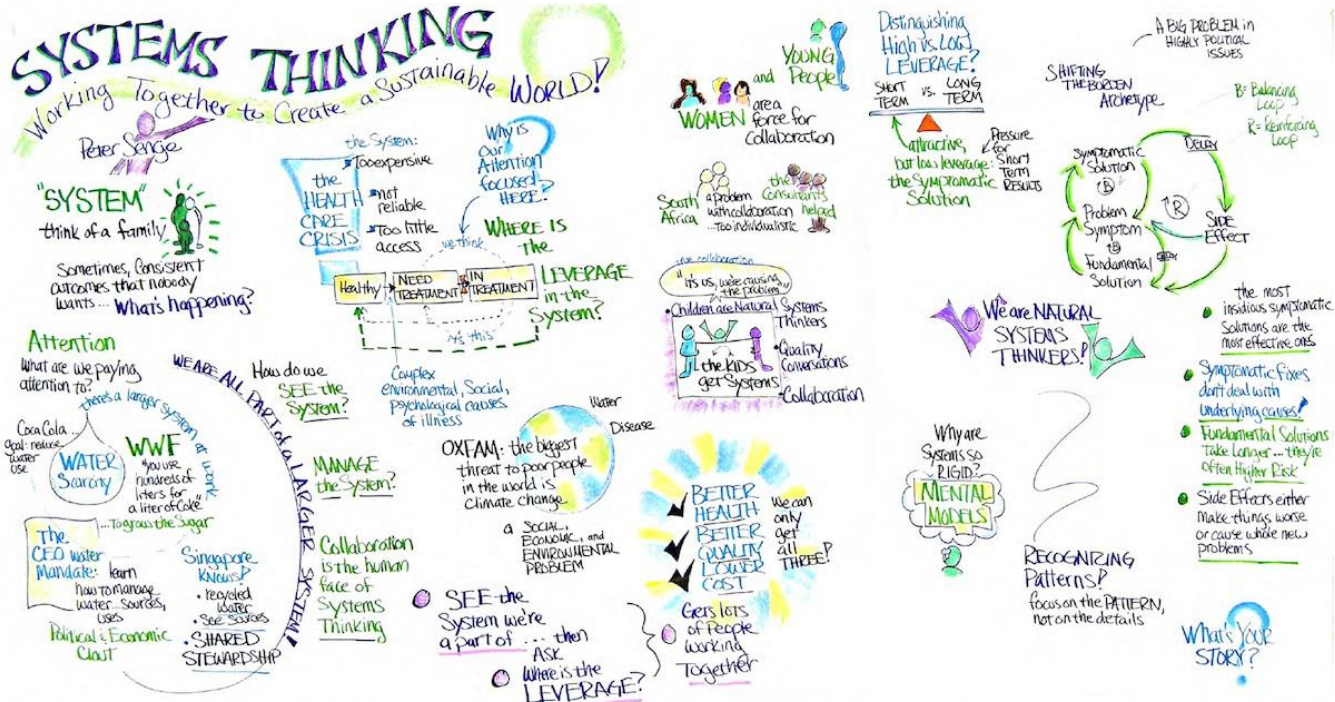 SYSTEMS THINKING
Working Together to Create a Sustainable WORLD!
Peter Senge
"SYSTEM"
think of a family
Sometimes, Consistent
outcomes that nobody
wants... What's happening?
the
HEALTH
CARE
CRISIS
the System:
Too expensive
not
reliable
Too little
access
Why is
our
Attention
focused
HERE?
we think
WHERE IS
the
LEVERAGE
in the
System?
Healthy
NEED
TREATMENT
IN
TREATMENT
it's this
Complex
environmental, Social,
psychological causes
of illness
Attention
What are we paying
attention to?
there's a larger system at work
Coca Cola...
goal: reduce
water
use
WATER
Scarcity
WWF
"you use
hundreds of
liters for
a liter of Coke"
...To grow the Sugar
The
CEO water
Mandate: learn
how to manage
water... Sources,
uses
Political & Economic
Clout
Singapore
Knows!
• recycled
water
• See Sources
• SHARED
STEWARDSHIP
WE ARE ALL PART of a LARGER SYSTEM!
How do we
SEE the
System?
MANAGE
the System?
Collaboration
is the human
face of
Systems
Thinking
OXFAM: the biggest
threat to poor people
in the world is
climate change.
Water
Disease
a SOCIAL,
ECONOMIC, and
ENVIRONMENTAL
PROBLEM
SEE the
System we're
a part of... then
ASK
Where is the
LEVERAGE?
YOUNG
and People
WOMEN are a
force for
Collaboration
South
Africa
a problem
with collaboration
...too individualistic
the
Consultants
helped
true collaboration
"It's us, we're causing
the problem"
• Children are Natural Systems
Thinkers
the KIDS
get Systems
• Quality
Conversations
• Collaboration
BETTER
HEALTH
BETTER
QUALITY
LOWER
COST
We can
only
get
all
THREE!
Gets lots
of People
working
Together
Distinguishing
High vs. Low
LEVERAGE?
SHORT
TERM vs. LONG
TERM
attractive,
but low leverage:
the Symptomatic
Solution
Pressure
for
Short
Term
RESULTS
A BIG PROBLEM in
HIGHLY POLITICAL
ISSUES
SHIFTING
THE BURDEN
Archetype
B= Balancing
Loop
R= Reinforcing
Loop
Symptomatic
Solution
B
DELAY
R
Problem
Symptom
B
SIDE
EFFECT
Fundamental
Solution
DELAY
We are NATURAL
SYSTEMS
THINKERS!
Why are
Systems so
RIGID?
MENTAL
MODELS
RECOGNIZING
Patterns!
focus on the PATTERN,
not on the details
the most
insidious symptomatic
Solutions are the
most effective ones
Symptomatic fixes
don't deal with
underlying causes!
Fundamental Solutions
Take Longer... they're
often Higher Risk
Side Effects either
make things worse
or cause whole new
problems
What's YOUR
STORY?